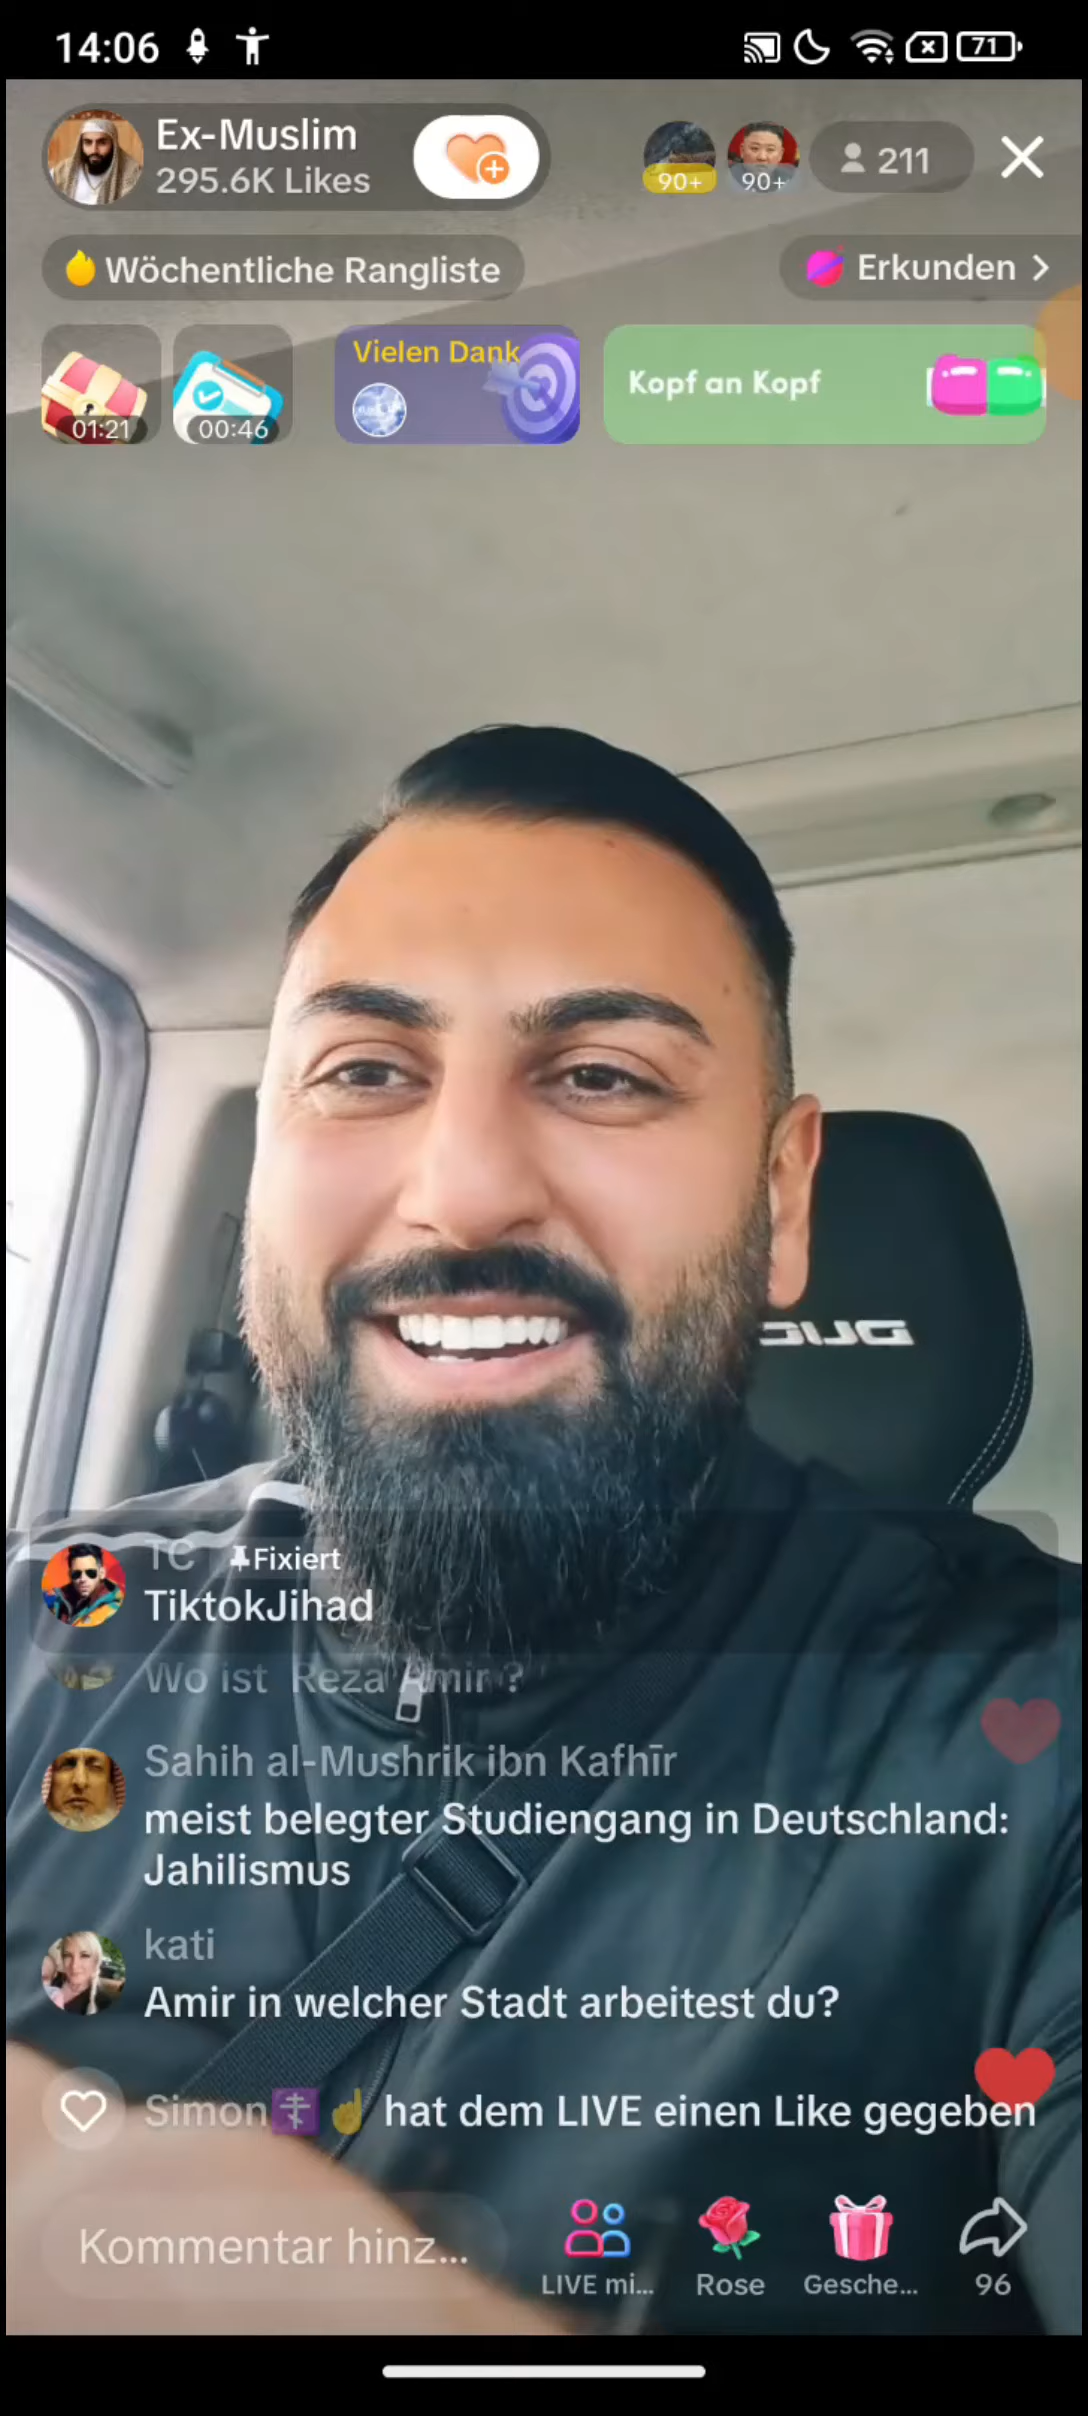 14:06
71
Ex-Muslim
295.6K Likes
90+
90+
211
Wöchentliche Rangliste
Erkunden
01:21
00:46
Vielen Dank
Kopf an Kopf
TC Fixiert
TiktokJihad
Wo ist Reza Amir ?
Sahih al-Mushrik ibn Kafhīr
meist belegter Studiengang in Deutschland:
Jahilismus
kati
Amir in welcher Stadt arbeitest du?
Simon☦️☝️ hat dem LIVE einen Like gegeben
Kommentar hinz...
LIVE mi...
Rose
Gesche...
96